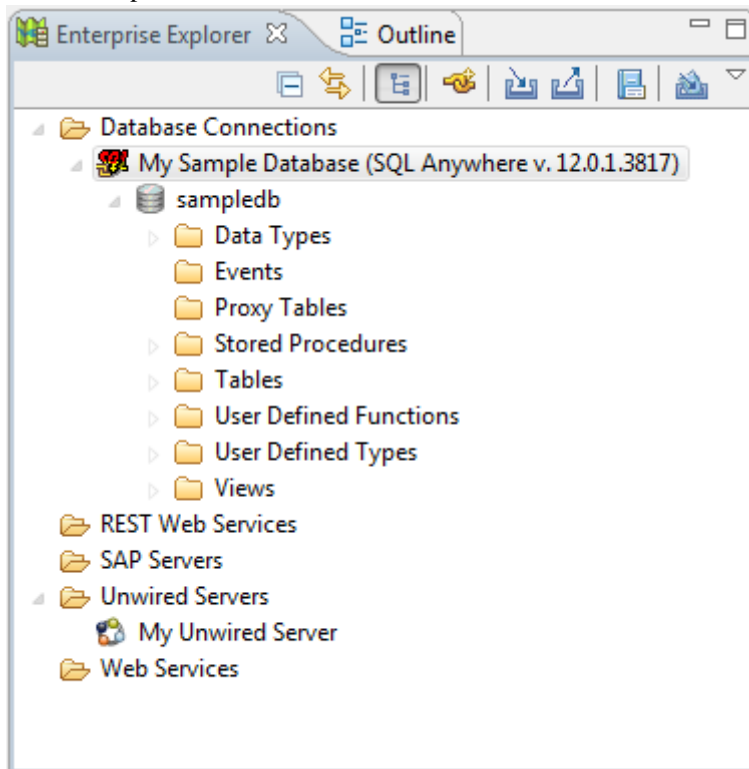 Enterprise Explorer Outline
Database Connections
My Sample Database (SQL Anywhere v. 12.0.1.3817)
sampledb
Data Types
Events
Proxy Tables
Stored Procedures
Tables
User Defined Functions
User Defined Types
Views
REST Web Services
SAP Servers
Unwired Servers
My Unwired Server
Web Services